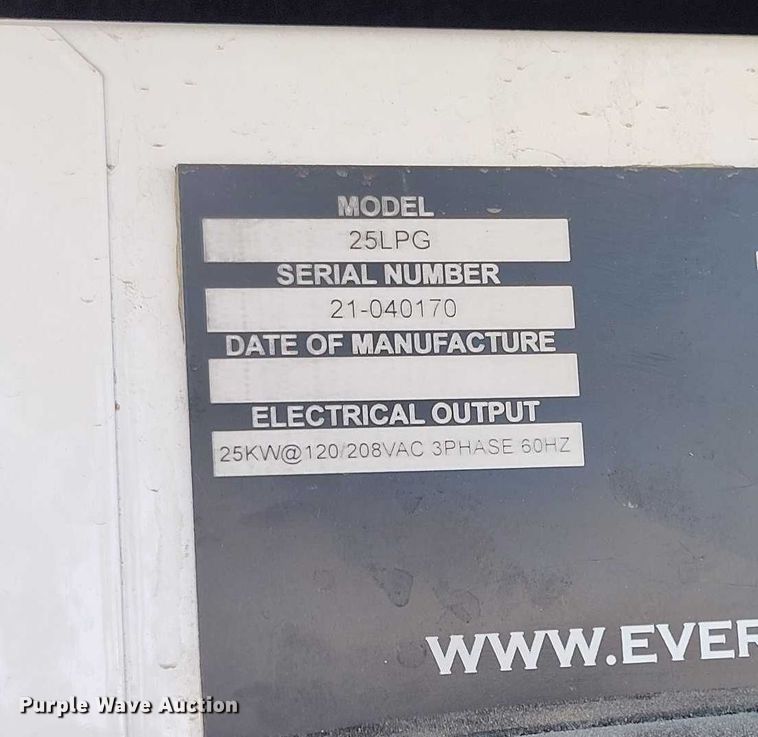 MODEL
25LPG
SERIAL NUMBER
21-040170
DATE OF MANUFACTURE
ELECTRICAL OUTPUT
25KW@120/208VAC 3PHASE 60HZ
WWW.EVER
Purple Wave Auction